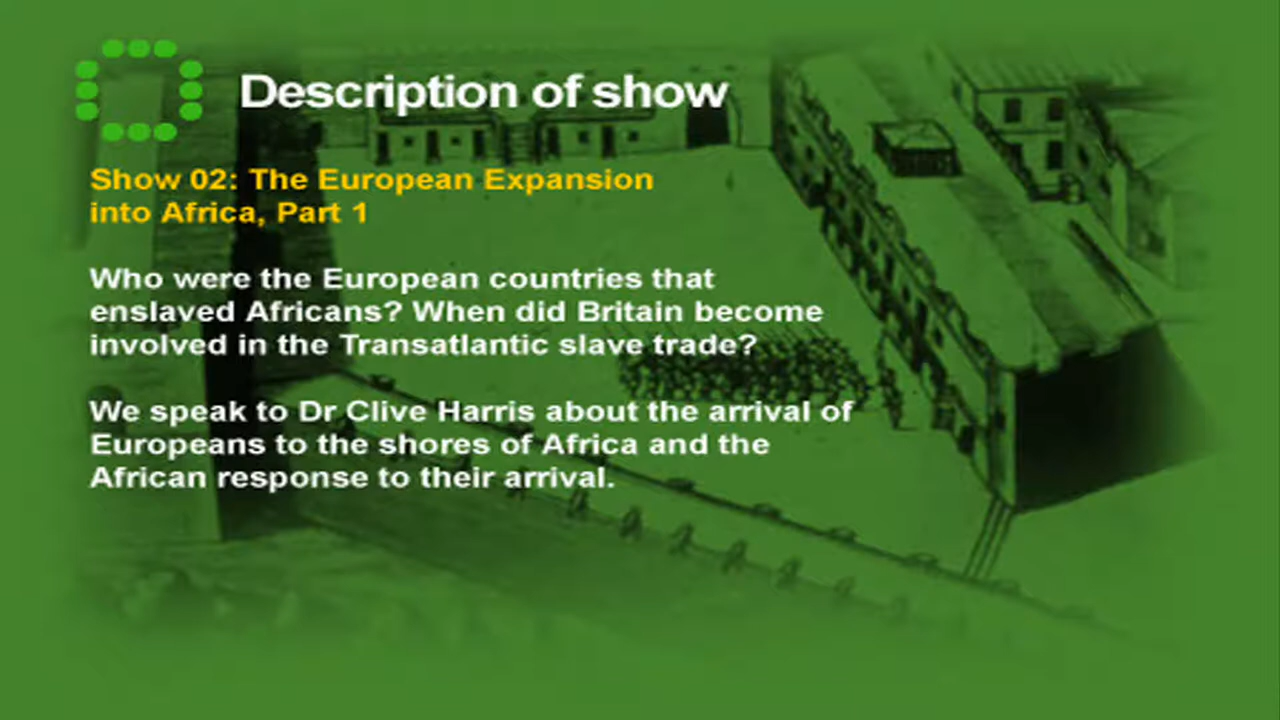 Description of show
Show 02: The European Expansion
into Africa, Part 1
Who were the European countries that
enslaved Africans? When did Britain become
involved in the Transatlantic slave trade?
We speak to Dr Clive Harris about the arrival of
Europeans to the shores of Africa and the
African response to their arrival.